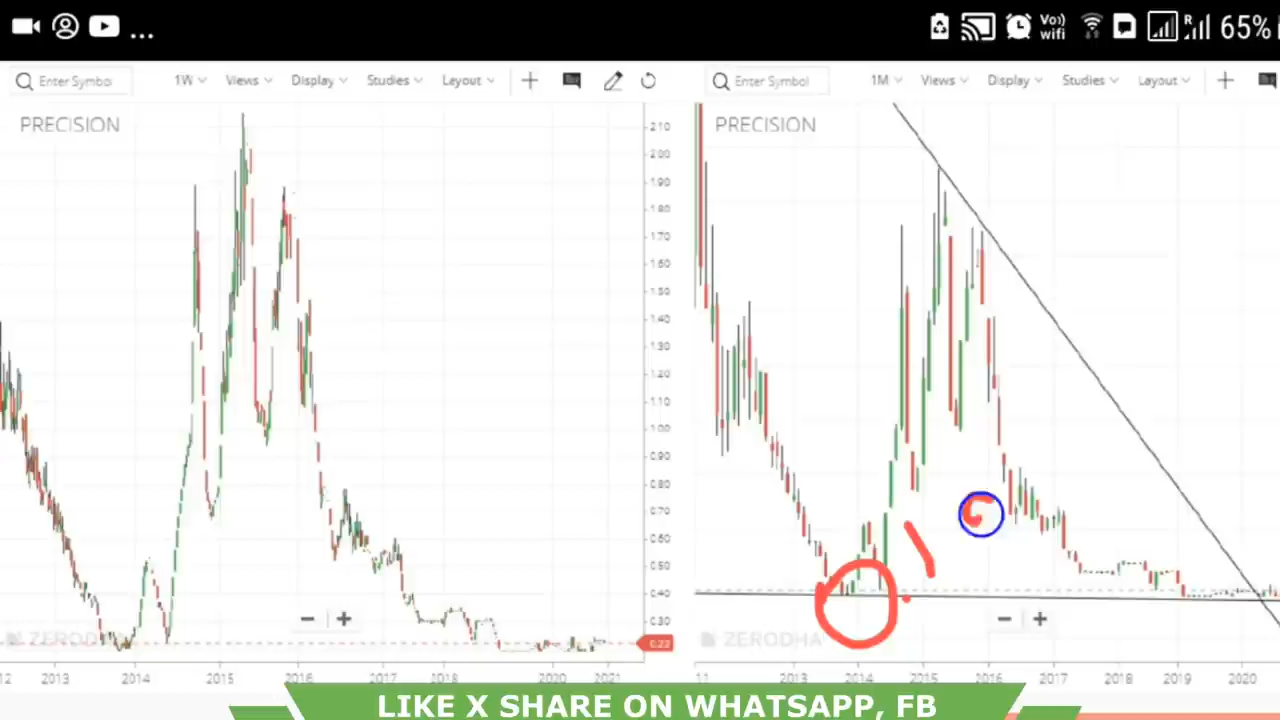 ... Vo)) wifi R 65%
Enter Symbol 1W Views Display Studies Layout
Enter Symbol 1M Views Display Studies Layout
PRECISION
PRECISION
2.10
2.00
1.90
1.80
1.70
1.60
1.50
1.40
1.30
1.20
1.10
1.00
0.90
0.80
0.70
0.60
0.50
0.40
0.30
0.22
ZERODHA
ZERODHA
12 2013 2014 2015 2016 2017 2018 2020 2021
11 2013 2014 2015 2016 2017 2018 2019 2020
LIKE X SHARE ON WHATSAPP, FB